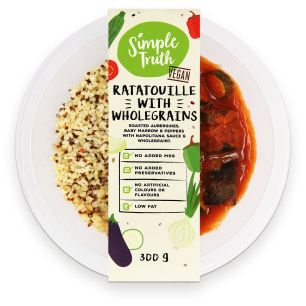 Simple
Truth
VEGAN
RATATOUILLE
WITH
WHOLEGRAINS
ROASTED AUBERGINES,
BABY MARROW & PEPPERS
WITH NAPOLITANA SAUCE &
WHOLEGRAINS
NO ADDED MSG
NO ADDED
PRESERVATIVES
NO ARTIFICIAL
COLOURS OR
FLAVOURS
LOW FAT
300 g